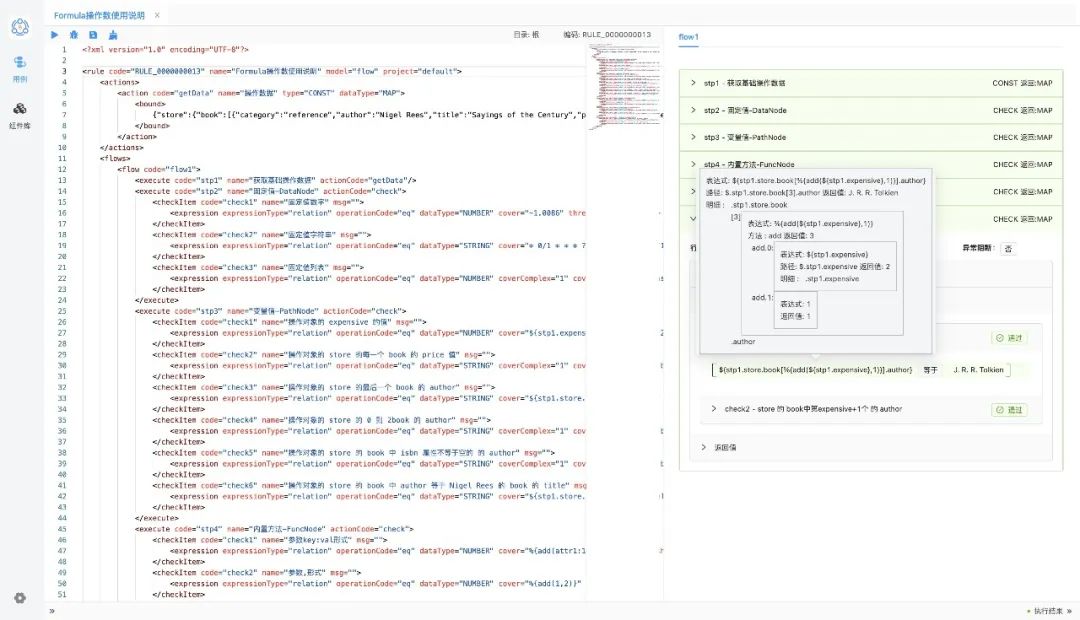 Formula操作数使用说明 ×
用例
组件库
目录: 根 编码: RULE_0000000013
1 <?xml version="1.0" encoding="UTF-8"?>
2
3 <rule code="RULE_0000000013" name="Formula操作数使用说明" model="flow" project="default">
4 <actions>
5 <action code="getData" name="操作数据" type="CONST" dataType="MAP">
6 <bound>
7 {"store":{"book":[{"category":"reference","author":"Nigel Rees","title":"Sayings of the Century","p
8 </bound>
9 </action>
10 </actions>
11 <flows>
12 <flow code="flow1">
13 <execute code="stp1" name="获取基础操作数据" actionCode="getData"/>
14 <execute code="stp2" name="固定值-DataNode" actionCode="check">
15 <checkItem code="check1" name="固定值数字" msg="">
16 <expression expressionType="relation" operationCode="eq" dataType="NUMBER" cover="-1.0086" thre
17 </checkItem>
18 <checkItem code="check2" name="固定值字符串" msg="">
19 <expression expressionType="relation" operationCode="eq" dataType="STRING" cover="* 0/1 * * * ?
20 </checkItem>
21 <checkItem code="check3" name="固定值列表" msg="">
22 <expression expressionType="relation" operationCode="eq" dataType="NUMBER" coverComplex="1" cov
23 </checkItem>
24 </execute>
25 <execute code="stp3" name="变量值-PathNode" actionCode="check">
26 <checkItem code="check1" name="操作对象的 expensive 的值" msg="">
27 <expression expressionType="relation" operationCode="eq" dataType="NUMBER" cover="${stp1.expens
28 </checkItem>
29 <checkItem code="check2" name="操作对象的 store 的每一个 book 的 price 值" msg="">
30 <expression expressionType="relation" operationCode="eq" dataType="STRING" coverComplex="1" cov
31 </checkItem>
32 <checkItem code="check3" name="操作对象的 store 的最后一个 book 的 author" msg="">
33 <expression expressionType="relation" operationCode="eq" dataType="STRING" cover="${stp1.store.
34 </checkItem>
35 <checkItem code="check4" name="操作对象的 store 的 0 到 2book 的 author" msg="">
36 <expression expressionType="relation" operationCode="eq" dataType="STRING" coverComplex="1" cov
37 </checkItem>
38 <checkItem code="check5" name="操作对象的 store 的 book 中 isbn 属性不等于空的 的 author" msg="">
39 <expression expressionType="relation" operationCode="eq" dataType="STRING" coverComplex="1" cov
40 </checkItem>
41 <checkItem code="check6" name="操作对象的 store 的 book 中 author 等于 Nigel Rees 的 book 的 title" msg
42 <expression expressionType="relation" operationCode="eq" dataType="STRING" cover="${stp1.store.
43 </checkItem>
44 </execute>
45 <execute code="stp4" name="内置方法-FuncNode" actionCode="check">
46 <checkItem code="check1" name="参数key:val形式" msg="">
47 <expression expressionType="relation" operationCode="eq" dataType="NUMBER" cover="%{add(attr1:1
48 </checkItem>
49 <checkItem code="check2" name="参数,形式" msg="">
50 <expression expressionType="relation" operationCode="eq" dataType="NUMBER" cover="%{add(1,2)}"
51 </checkItem>
flow1
stp1 - 获取基础操作数据 CONST 返回:MAP
stp2 - 固定值-DataNode CHECK 返回:MAP
stp3 - 变量值-PathNode CHECK 返回:MAP
stp4 - 内置方法-FuncNode CHECK 返回:MAP
CHECK 返回:MAP
CHECK 返回:MAP
表达式: ${stp1.store.book[%{add(${stp1.expensive},1)}].author}
路径: $.stp1.store.book[3].author 返回值: J. R. R. Tolkien
明细: .stp1.store.book
[3] 表达式: %{add(${stp1.expensive},1)}
方法 : add 返回值: 3
add.0: 表达式: ${stp1.expensive}
路径: $.stp1.expensive 返回值: 2
明细: .stp1.expensive
add.1: 表达式: 1
返回值: 1
.author
异常阻断: 否
通过
${stp1.store.book[%{add(${stp1.expensive},1)}].author} 等于 J. R. R. Tolkien
check2 - store 的 book中第expensive+1个 的 author 通过
返回值
» 执行结束 »